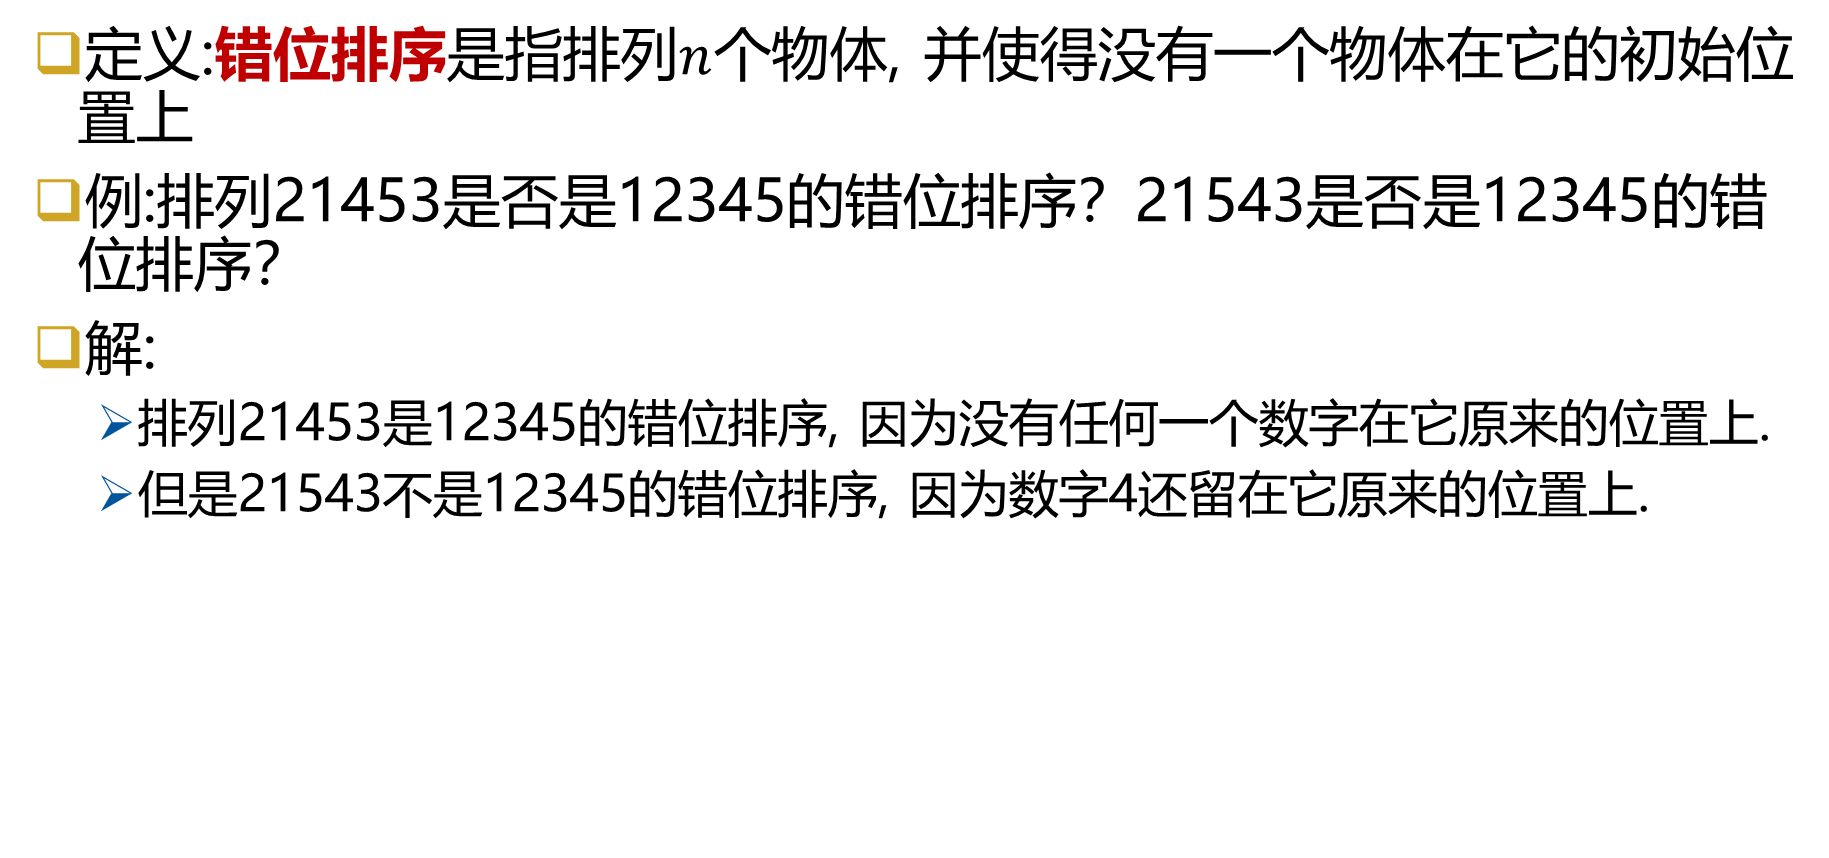 定义:错位排序是指排列n个物体, 并使得没有一个物体在它的初始位
置上
例:排列21453是否是12345的错位排序？21543是否是12345的错
位排序？
解:
排列21453是12345的错位排序, 因为没有任何一个数字在它原来的位置上.
但是21543不是12345的错位排序, 因为数字4还留在它原来的位置上.